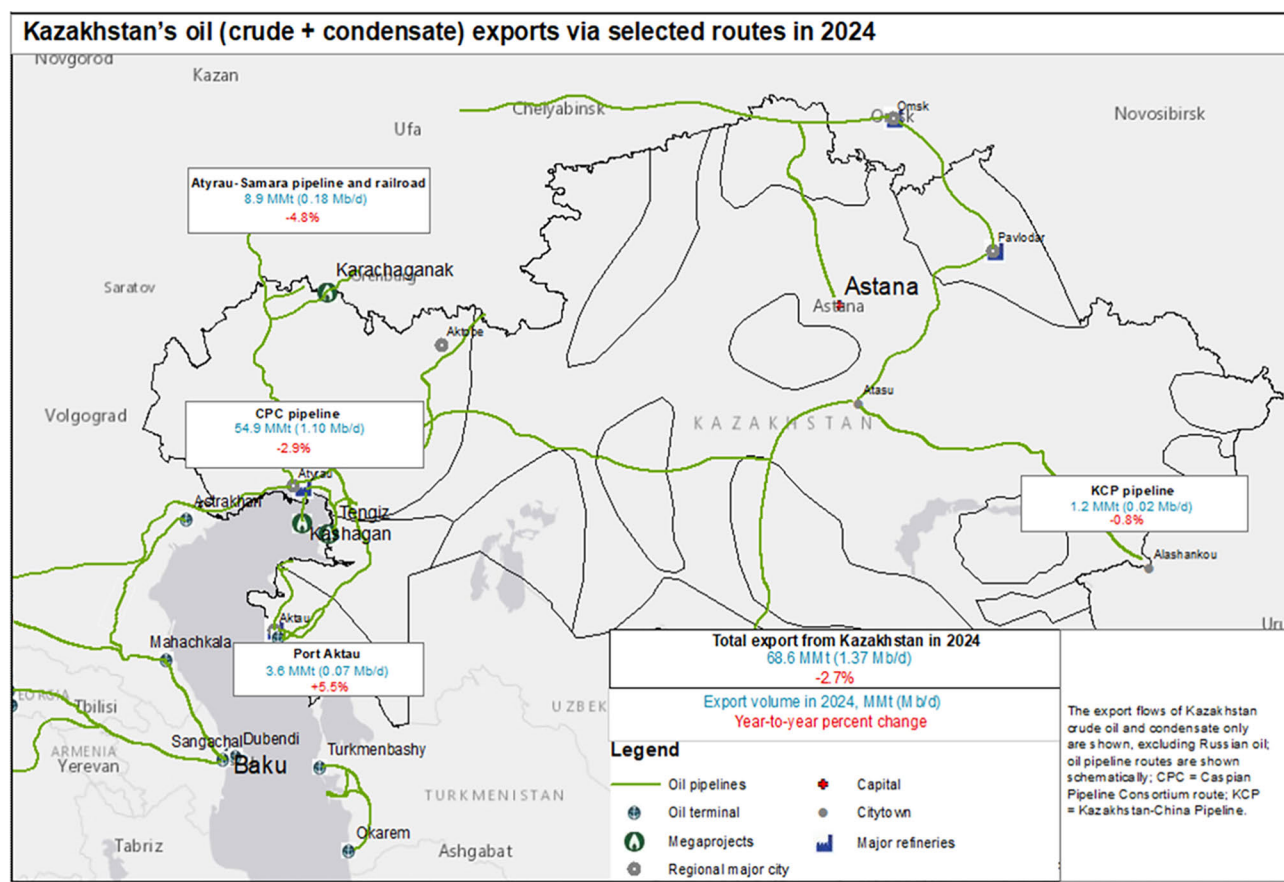 Kazakhstan's oil (crude + condensate) exports via selected routes in 2024
Novgorod
Kazan
Chelyabinsk
Omsk
Omsk
Novosibirsk
Ufa
Atyrau-Samara pipeline and railroad
8.9 MMt (0.18 Mb/d)
-4.8%
Pavlodar
Karachaganak
Orenburg
Saratov
Astana
Astana
Aktobe
Atasu
Volgograd
CPC pipeline
54.9 MMt (1.10 Mb/d)
-2.9%
KAZAKHSTAN
Atyrau
KCP pipeline
1.2 MMt (0.02 Mb/d)
-0.8%
Astrakhan
Tengiz
Kashagan
Alashankou
Aktau
Uru
Mahachkala
Port Aktau
3.6 MMt (0.07 Mb/d)
+5.5%
Total export from Kazakhstan in 2024
68.6 MMt (1.37 Mb/d)
-2.7%
Export volume in 2024, MMt (Mb/d)
Year-to-year percent change
EORGIA
Tbilisi
UZBEK
ARMENIA
Yerevan
Sangachal
Dubendi
Baku
Turkmenbashy
TURKMENISTAN
Okarem
Tabriz
Ashgabat
Legend
Oil pipelines
Capital
Oil terminal
Citytown
Megaprojects
Major refineries
Regional major city
The export flows of Kazakhstan
crude oil and condensate only
are shown, excluding Russian oil;
oil pipeline routes are shown
schematically; CPC = Caspian
Pipeline Consortium route; KCP
= Kazakhstan-China Pipeline.